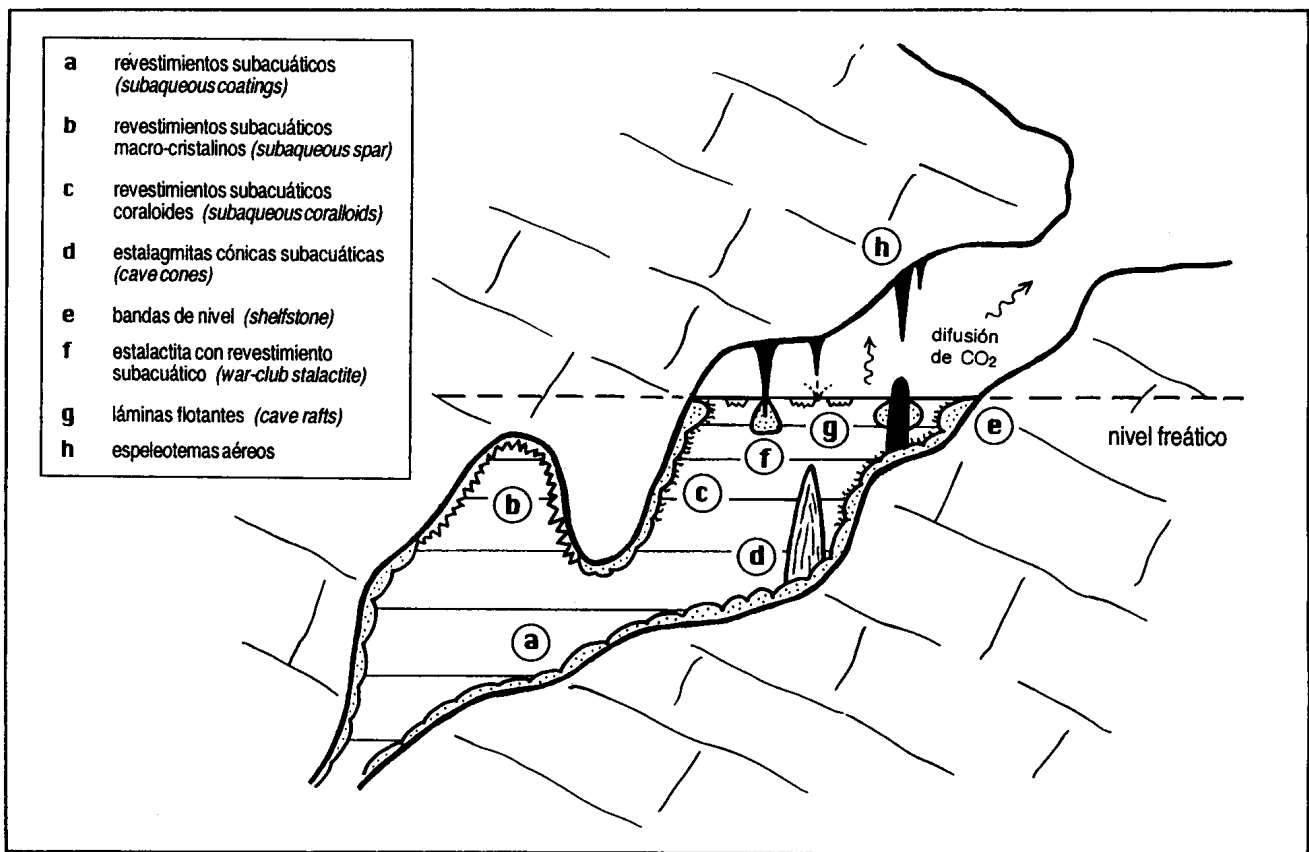 a revestimientos subacuáticos
(subaqueous coatings)
b revestimientos subacuáticos
macro-cristalinos (subaqueous spar)
c revestimientos subacuáticos
coraloides (subaqueous coralloids)
d estalagmitas cónicas subacuáticas
(cave cones)
e bandas de nivel (shelfstone)
f estalactita con revestimiento
subacuático (war-club stalactite)
g láminas flotantes (cave rafts)
h espeleotemas aéreos
h
difusión
de CO2
e
g
nivel freático
f
c
b
d
a